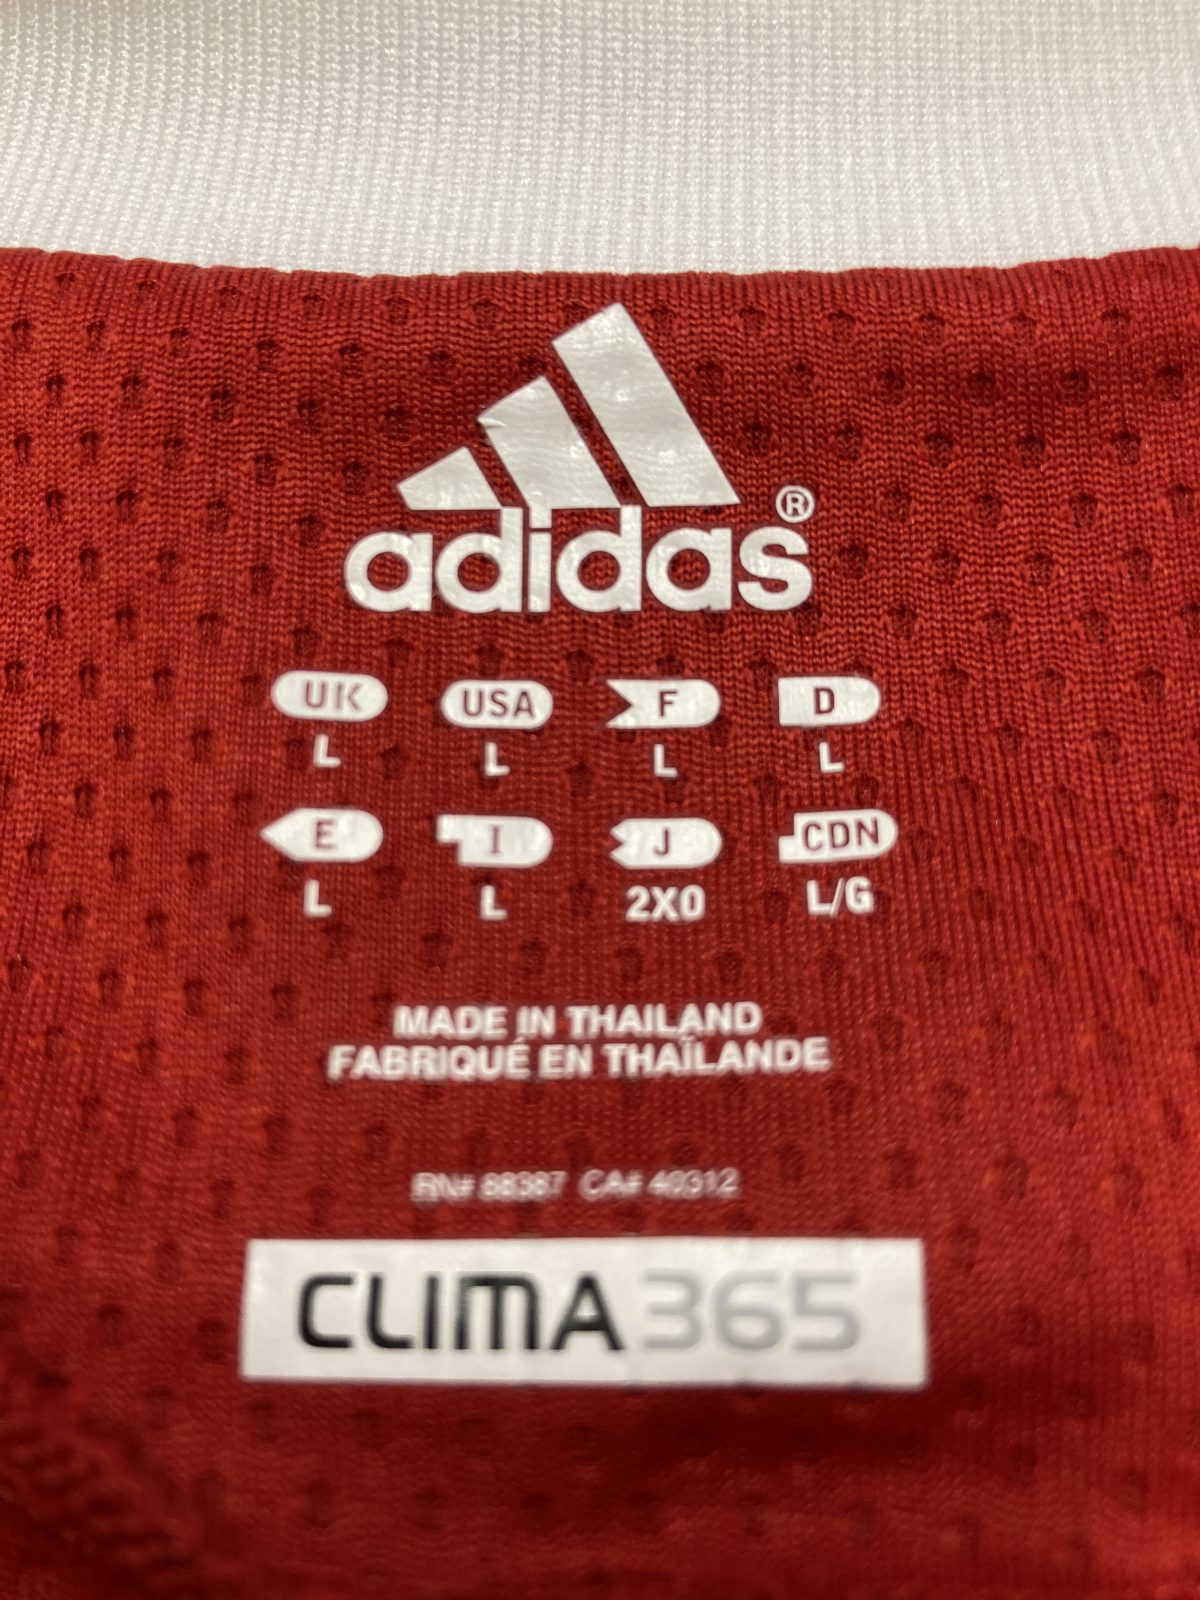 adidas®
UK USA F D
L L L L
E I J CDN
L L 2XO L/G
MADE IN THAILAND
FABRIQUÉ EN THAÏLANDE
RN# 88387 CA# 40312
CLIMA365